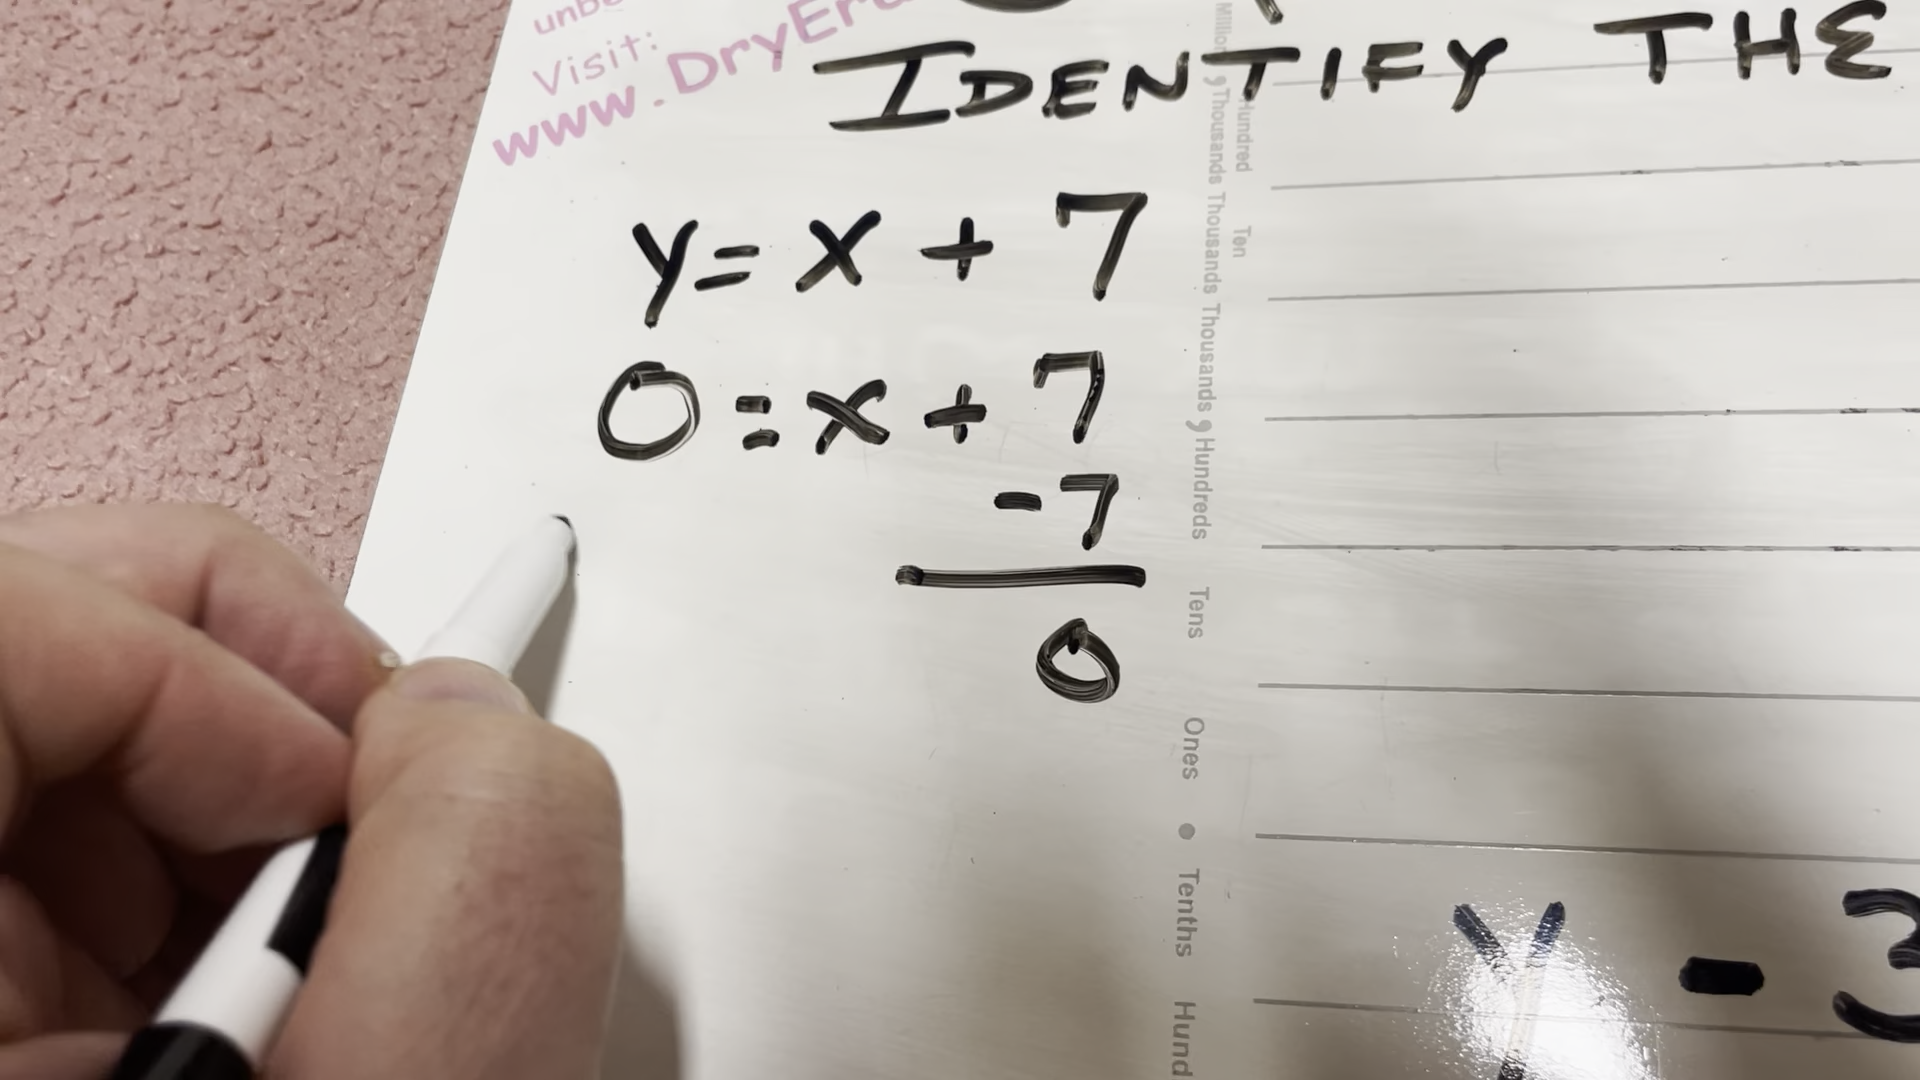 Visit:
www.DryEra
IDENTIFY THE
y = x + 7
0 = x + 7
- 7
0
Hundred
Thousands
,
Ten
Thousands
Thousands
,
Hundreds
Tens
Ones
•
Tenths
Hund
Y - 3